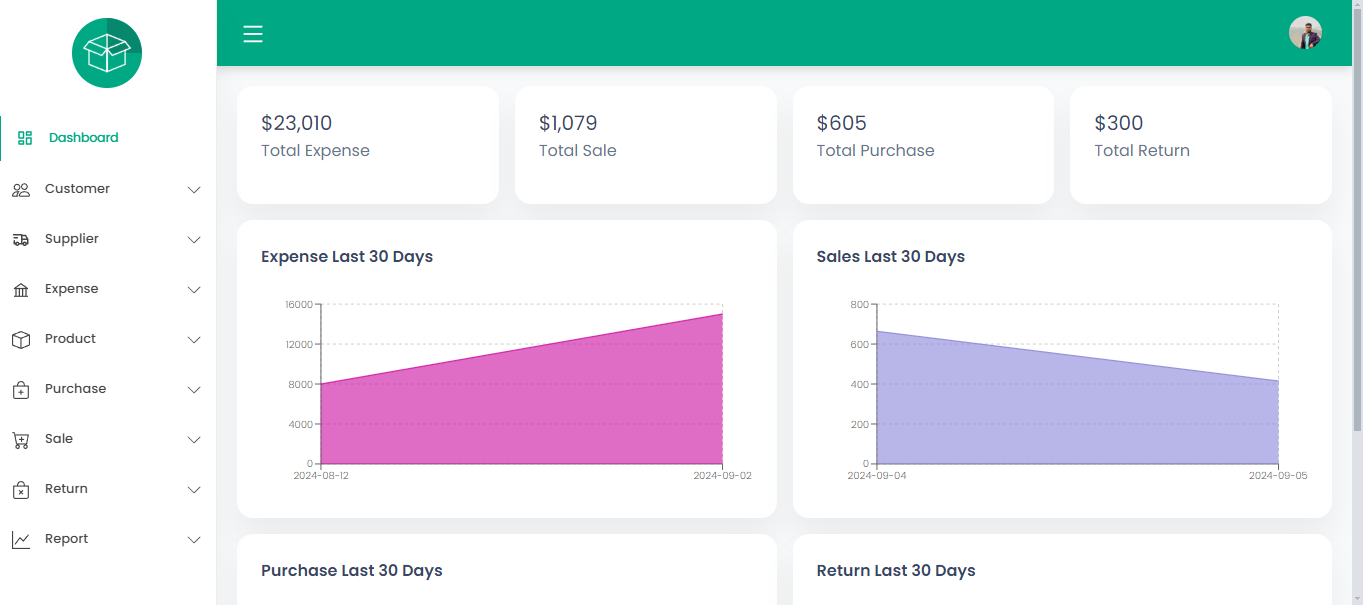 Dashboard
Customer
Supplier
Expense
Product
Purchase
Sale
Return
Report
$23,010
Total Expense
$1,079
Total Sale
$605
Total Purchase
$300
Total Return
Expense Last 30 Days
16000
12000
8000
4000
0
2024-08-12 2024-09-02
Sales Last 30 Days
800
600
400
200
0
2024-09-04 2024-09-05
Purchase Last 30 Days
Return Last 30 Days